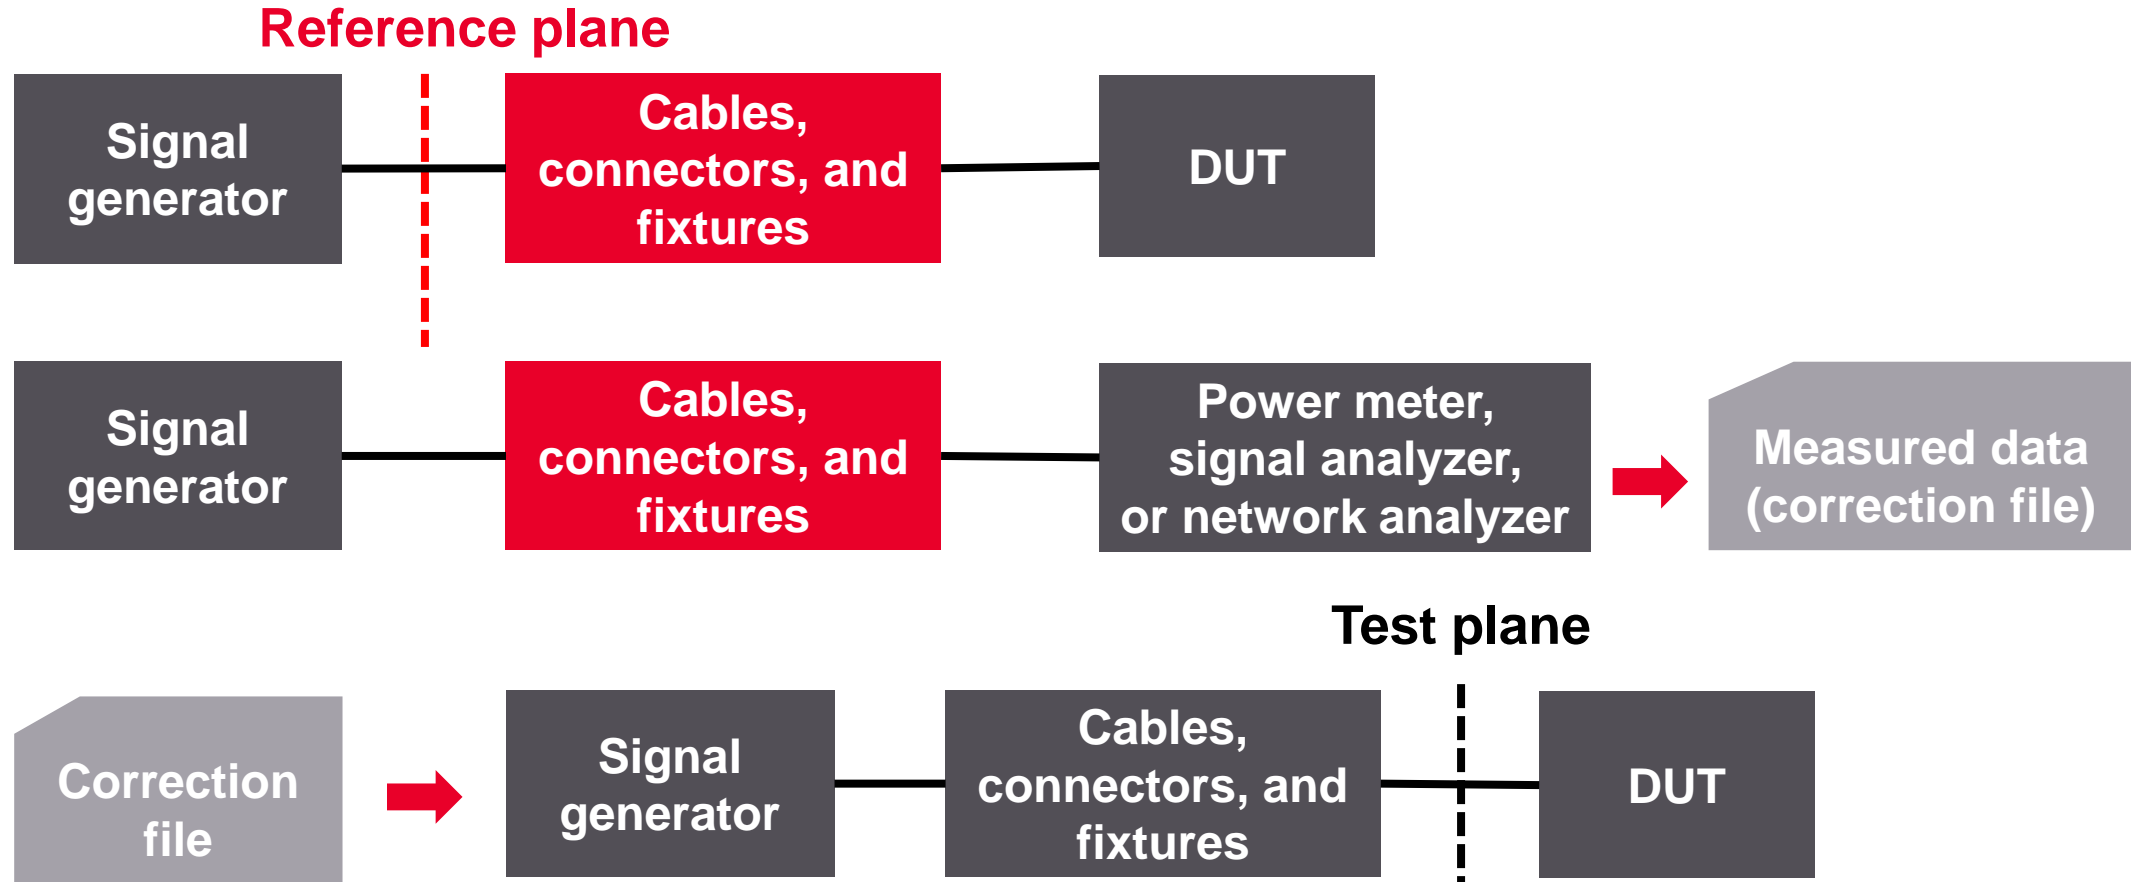 Reference plane
Signal
generator
Cables,
connectors, and
fixtures
DUT
Signal
generator
Cables,
connectors, and
fixtures
Power meter,
signal analyzer,
or network analyzer
Measured data
(correction file)
Test plane
Correction
file
Signal
generator
Cables,
connectors, and
fixtures
DUT